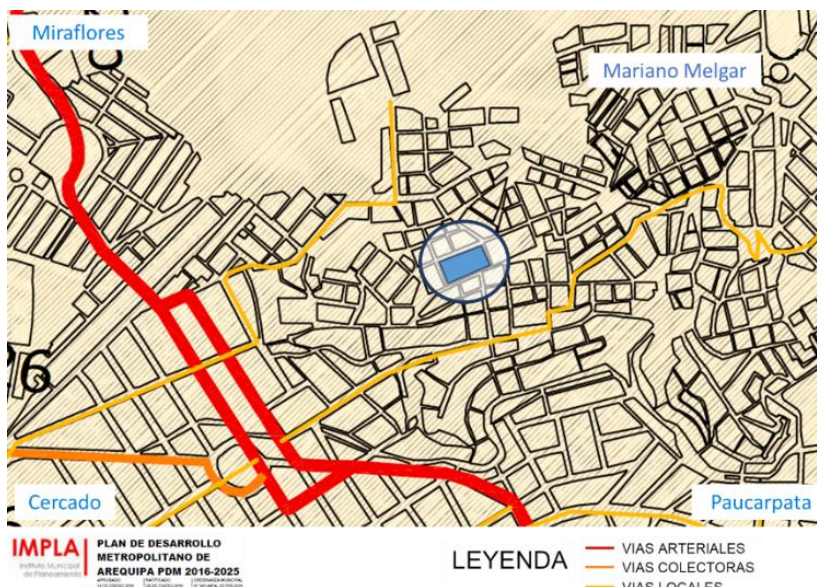 Miraflores
Mariano Melgar
Cercado
Paucarpata
IMPLA
Instituto Municipal
de Planeamiento
PLAN DE DESARROLLO
METROPOLITANO DE
AREQUIPA PDM 2016-2025
LEYENDA
VIAS ARTERIALES
VIAS COLECTORAS
VIAS LOCALES